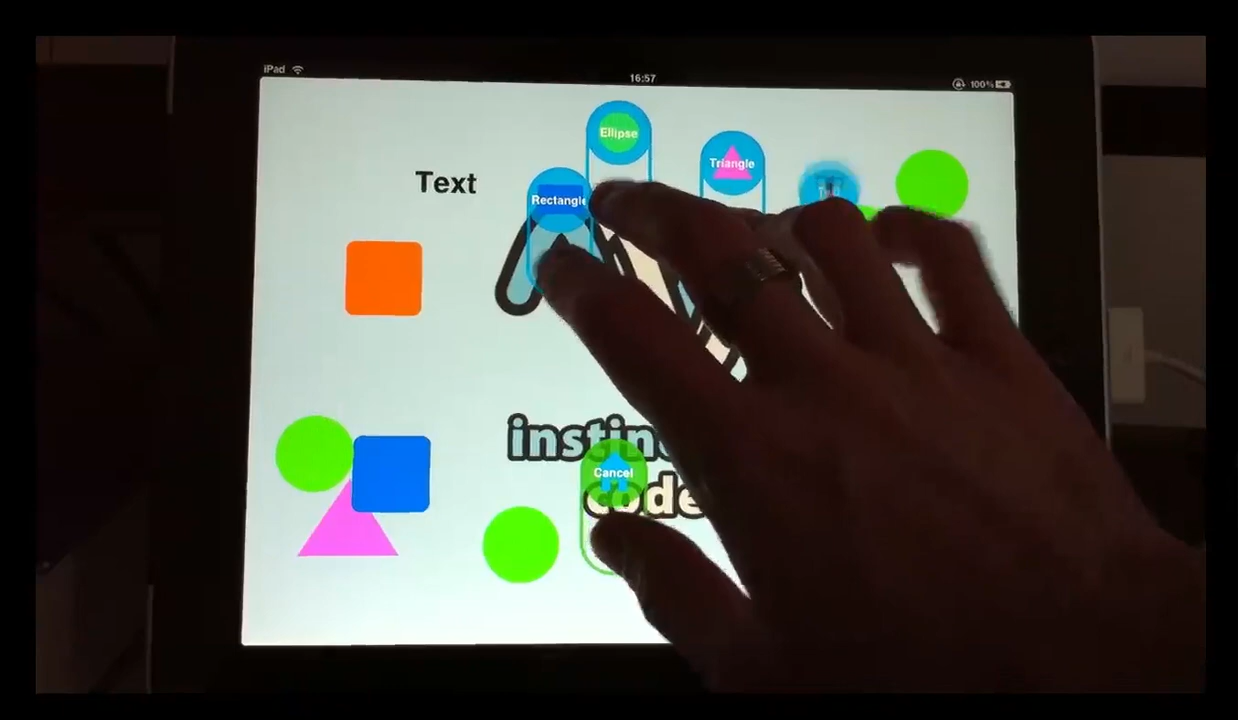 iPad
16:57
100%
Ellipse
Triangle
Text
Rectangle
instin
Cancel
code